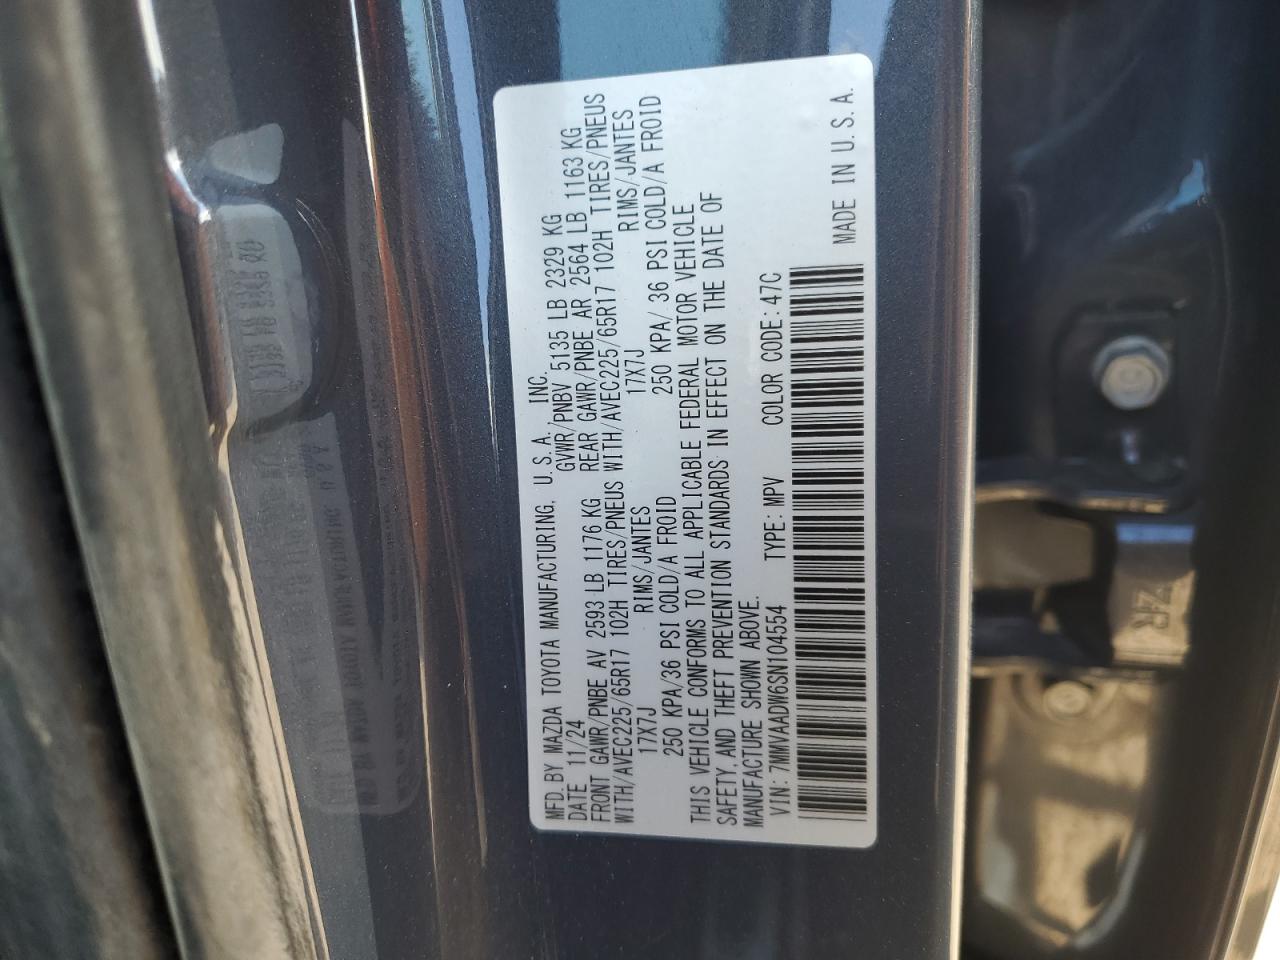 MFD. BY MAZDA TOYOTA MANUFACTURING, U.S.A. INC.
DATE 11/24 GVWR/PNBV 5135 LB 2329 KG
FRONT GAWR/PNBE AV 2593 LB 1176 KG REAR GAWR/PNBE AR 2564 LB 1163 KG
WITH/AVEC225/65R17 102H TIRES/PNEUS WITH/AVEC225/65R17 102H TIRES/PNEUS
17X7J RIMS/JANTES 17X7J RIMS/JANTES
250 KPA/36 PSI COLD/A FROID 250 KPA/ 36 PSI COLD/A FROID
THIS VEHICLE CONFORMS TO ALL APPLICABLE FEDERAL MOTOR VEHICLE
SAFETY, AND THEFT PREVENTION STANDARDS IN EFFECT ON THE DATE OF
MANUFACTURE SHOWN ABOVE.
VIN: 7MMVAADW6SN104554 TYPE: MPV COLOR CODE: 47C
MADE IN U.S.A.
ZR